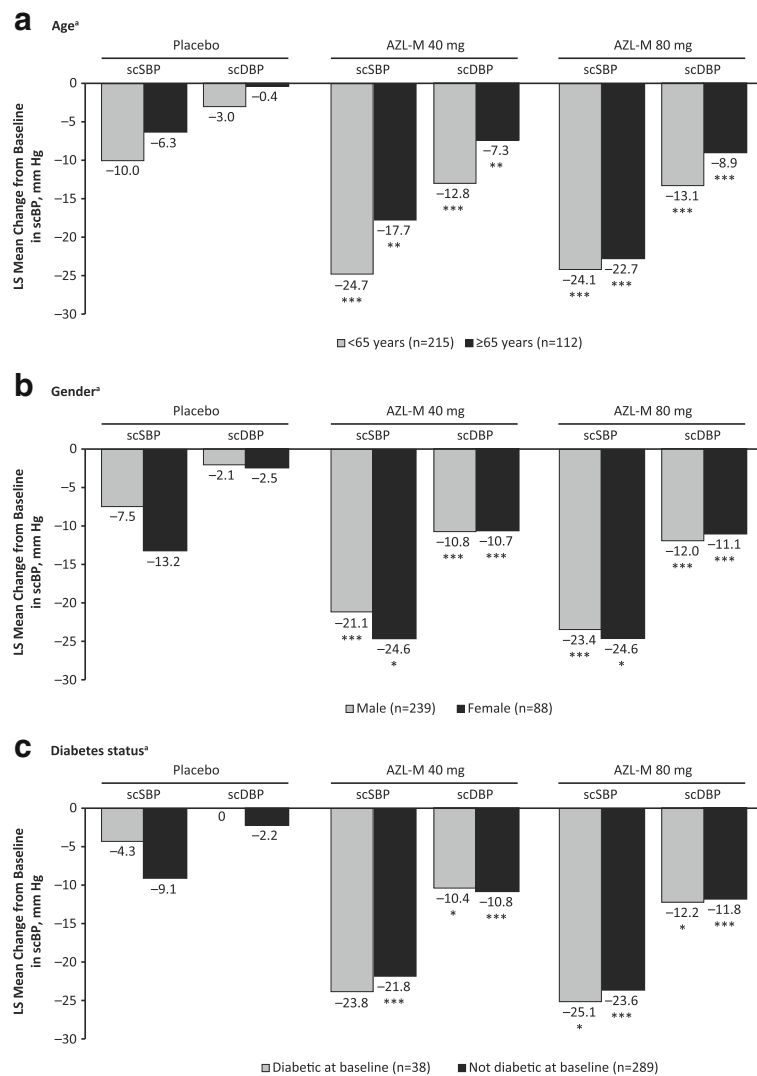 a Ageᵃ
Placebo AZL-M 40 mg AZL-M 80 mg
scSBP scDBP scSBP scDBP scSBP scDBP
LS Mean Change from Baseline
in scBP, mm Hg
0
−5
−10
−15
−20
−25
−30
−10.0 −6.3 −3.0 −0.4
−24.7 −17.7 −12.8 −7.3
*** ** *** **
−24.1 −22.7 −13.1 −8.9
*** *** *** ***
<65 years (n=215) ≥65 years (n=112)
b Genderᵃ
Placebo AZL-M 40 mg AZL-M 80 mg
scSBP scDBP scSBP scDBP scSBP scDBP
LS Mean Change from Baseline
in scBP, mm Hg
0
−5
−10
−15
−20
−25
−30
−7.5 −13.2 −2.1 −2.5
−21.1 −24.6 −10.8 −10.7
*** * *** ***
−23.4 −24.6 −12.0 −11.1
*** * *** ***
Male (n=239) Female (n=88)
c Diabetes statusᵃ
Placebo AZL-M 40 mg AZL-M 80 mg
scSBP scDBP scSBP scDBP scSBP scDBP
LS Mean Change from Baseline
in scBP, mm Hg
0
−5
−10
−15
−20
−25
−30
−4.3 −9.1 0 −2.2
−23.8 −21.8 −10.4 −10.8
*** * ***
−25.1 −23.6 −12.2 −11.8
* *** * ***
Diabetic at baseline (n=38) Not diabetic at baseline (n=289)